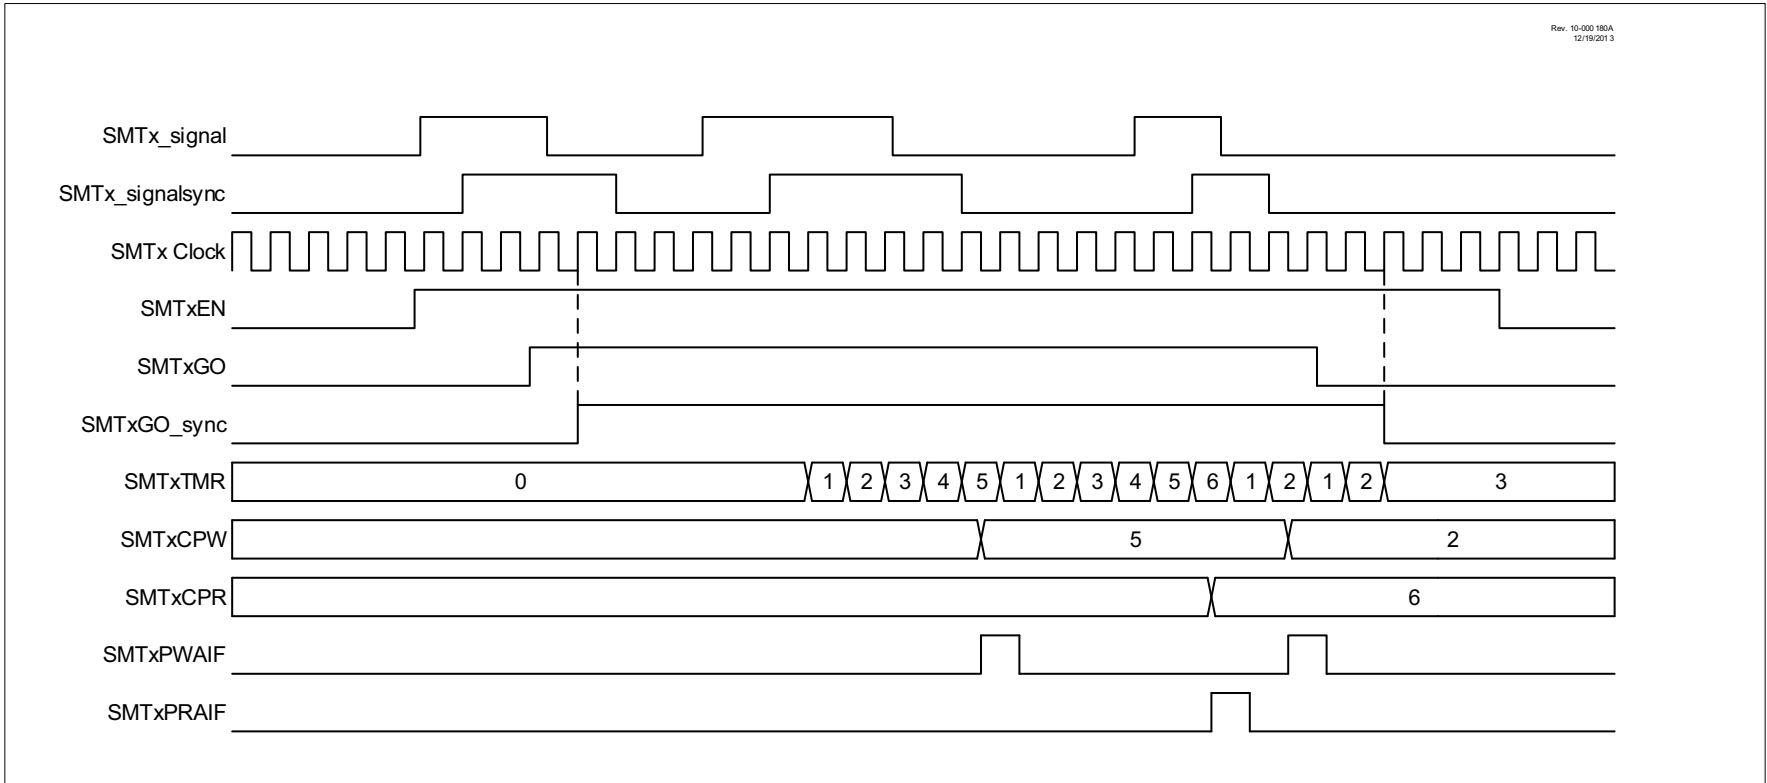 Rev. 10-000 180A
12/19/201 3
SMTx_signal
SMTx_signalsync
SMTx Clock
SMTxEN
SMTxGO
SMTxGO_sync
SMTxTMR 0 1 2 3 4 5 1 2 3 4 5 6 1 2 1 2 3
SMTxCPW 5 2
SMTxCPR 6
SMTxPWAIF
SMTxPRAIF